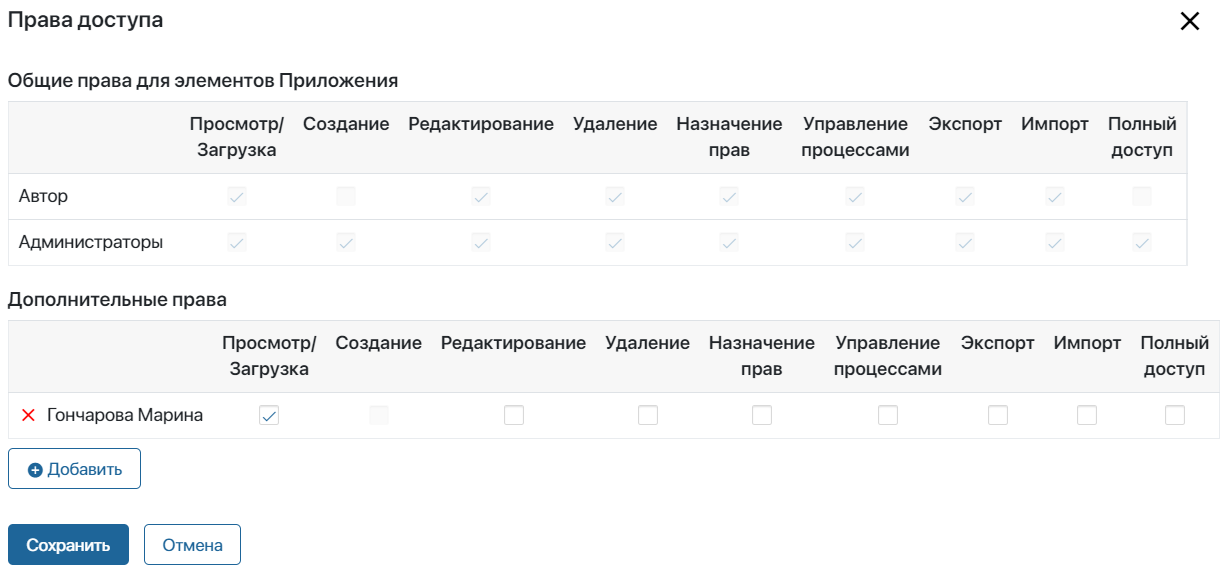 Права доступа
Общие права для элементов Приложения
Просмотр/ Создание Редактирование Удаление Назначение Управление Экспорт Импорт Полный
Загрузка прав процессами доступ
Автор
Администраторы
Дополнительные права
Просмотр/ Создание Редактирование Удаление Назначение Управление Экспорт Импорт Полный
Загрузка прав процессами доступ
Гончарова Марина
Добавить
Сохранить Отмена